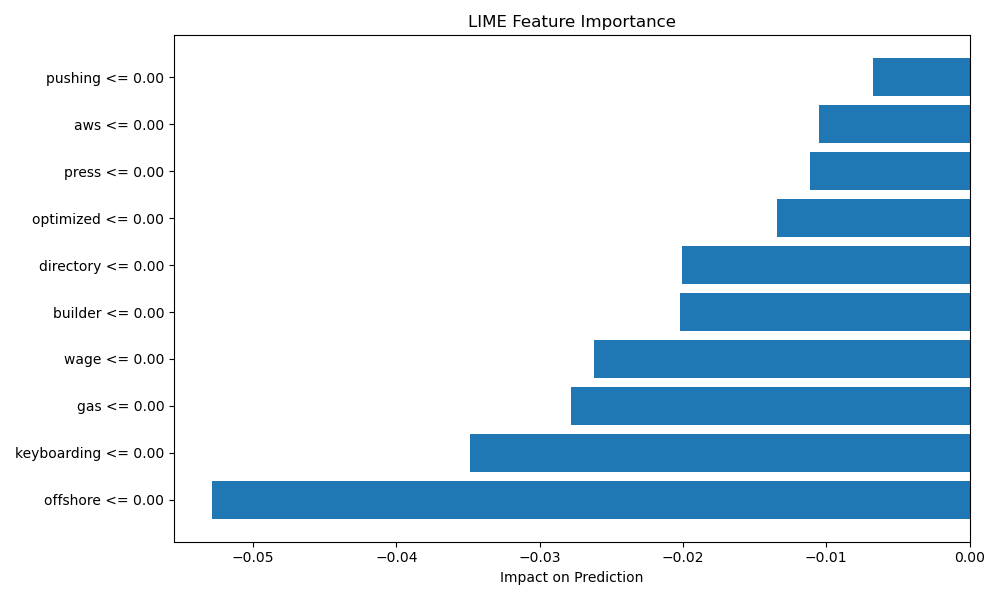 LIME Feature Importance
pushing <= 0.00
aws <= 0.00
press <= 0.00
optimized <= 0.00
directory <= 0.00
builder <= 0.00
wage <= 0.00
gas <= 0.00
keyboarding <= 0.00
offshore <= 0.00
−0.05 −0.04 −0.03 −0.02 −0.01 0.00
Impact on Prediction